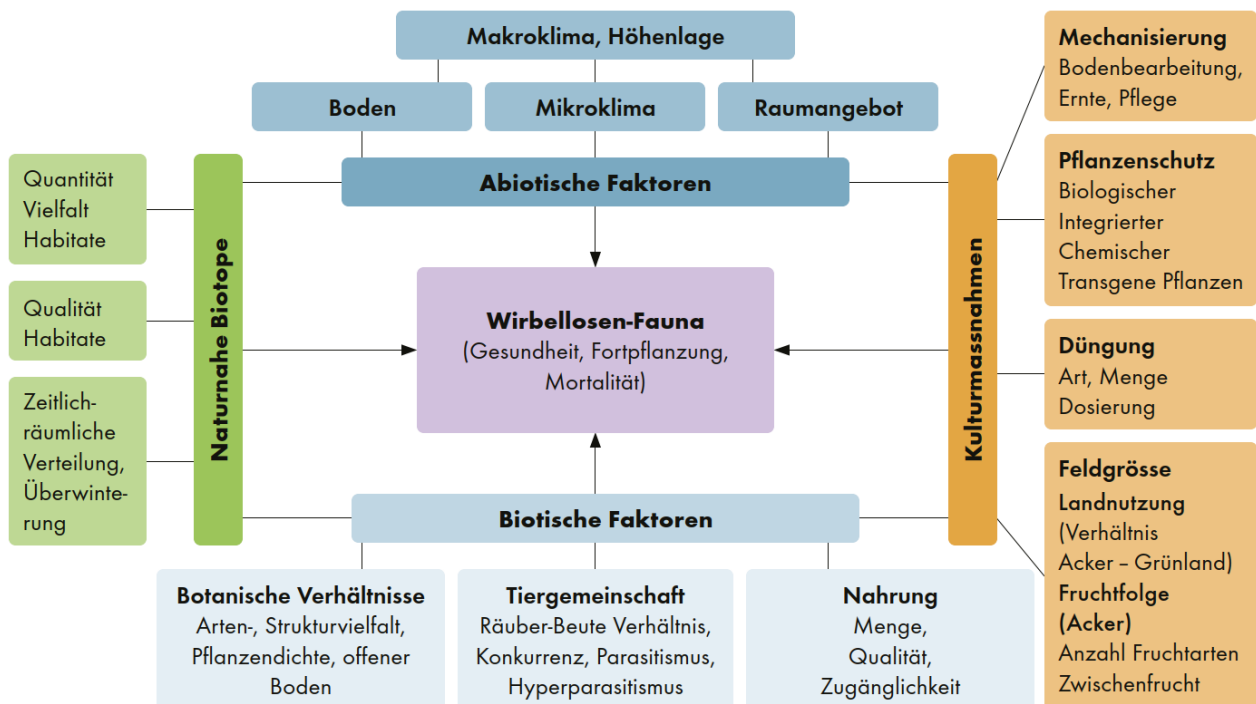 Makroklima, Höhenlage
Boden
Mikroklima
Raumangebot
Abiotische Faktoren
Quantität
Vielfalt
Habitate
Qualität
Habitate
Zeitlich-
räumliche
Verteilung,
Überwinte-
rung
Naturnahe Biotope
Wirbellosen-Fauna
(Gesundheit, Fortpflanzung,
Mortalität)
Kulturmassnahmen
Mechanisierung
Bodenbearbeitung,
Ernte, Pflege
Pflanzenschutz
Biologischer
Integrierter
Chemischer
Transgene Pflanzen
Düngung
Art, Menge
Dosierung
Feldgrösse
Landnutzung
(Verhältnis
Acker – Grünland)
Fruchtfolge
(Acker)
Anzahl Fruchtarten
Zwischenfrucht
Biotische Faktoren
Botanische Verhältnisse
Arten-, Strukturvielfalt,
Pflanzendichte, offener
Boden
Tiergemeinschaft
Räuber-Beute Verhältnis,
Konkurrenz, Parasitismus,
Hyperparasitismus
Nahrung
Menge,
Qualität,
Zugänglichkeit